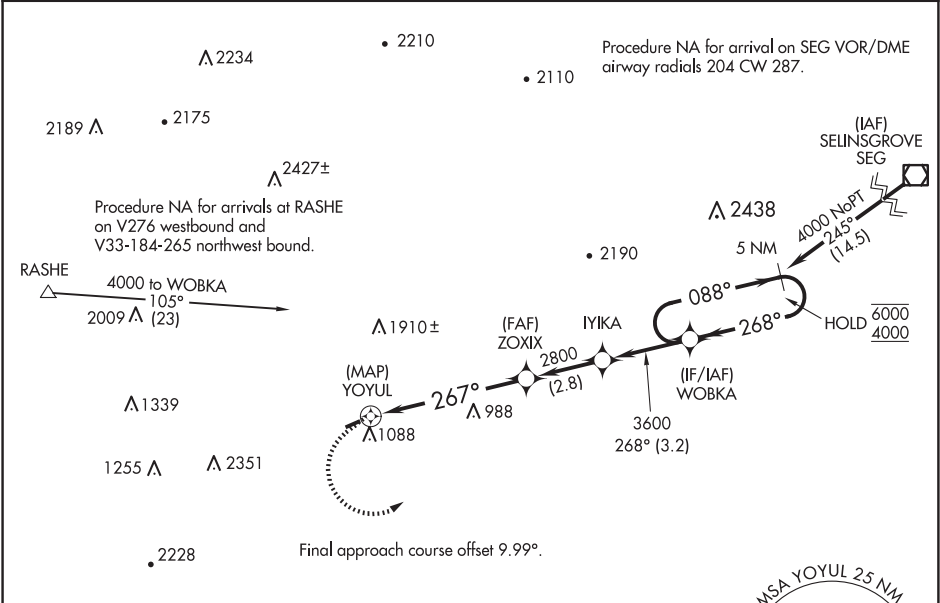 2210
2234
Procedure NA for arrival on SEG VOR/DME
airway radials 204 CW 287.
2110
2175
2189
(IAF)
SELINSGROVE
SEG
2427±
Procedure NA for arrivals at RASHE
on V276 westbound and
V33-184-265 northwest bound.
2438
4000 NoPT
245°
(14.5)
5 NM
2190
RASHE
4000 to WOBKA
105°
(23)
2009
088°
268°
HOLD 6000
4000
1910±
(FAF)
ZOXIX
IYIKA
2800
(2.8)
(IF/IAF)
WOBKA
(MAP)
YOYUL
267°
988
3600
268° (3.2)
1339
1088
1255
2351
2228
Final approach course offset 9.99°.
MSA YOYUL 25 NM